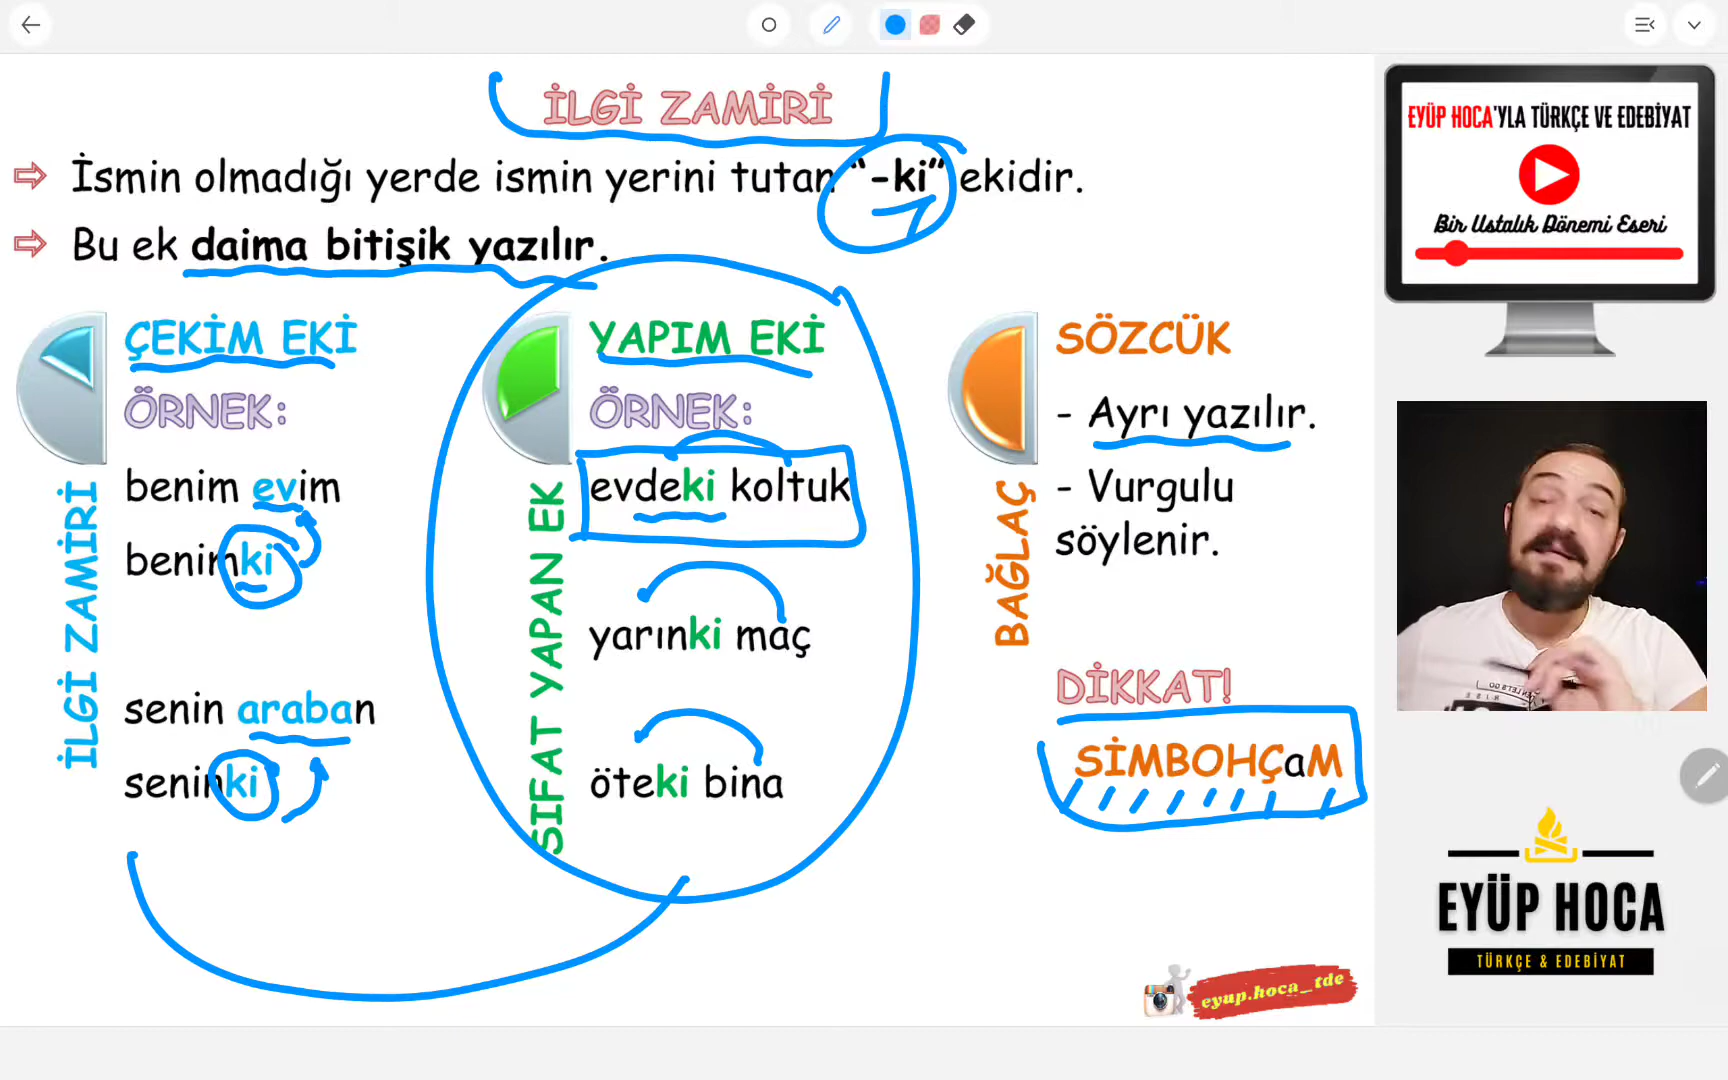 İLGİ ZAMİRİ
İsmin olmadığı yerde ismin yerini tutan “-ki” ekidir.
Bu ek daima bitişik yazılır.
ÇEKİM EKİ
ÖRNEK:
benim evim
benimki
senin araban
seninki
İLGİ ZAMİRİ
YAPIM EKİ
ÖRNEK:
evdeki koltuk
yarınki maç
öteki bina
SIFAT YAPAN EK
SÖZCÜK
- Ayrı yazılır.
- Vurgulu
söylenir.
BAĞLAÇ
DİKKAT!
SİMBOHÇaM
eyup.hoca_tde
EYÜP HOCA'YLA TÜRKÇE VE EDEBİYAT
Bir Ustalık Dönemi Eseri
EYÜP HOCA
TÜRKÇE & EDEBİYAT